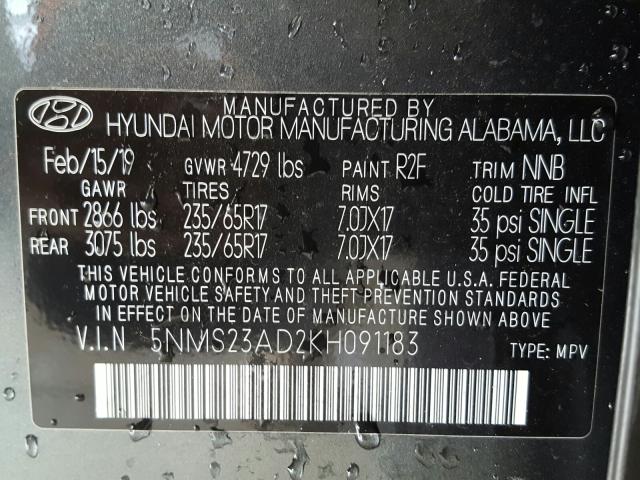 MANUFACTURED BY
HYUNDAI MOTOR MANUFACTURING ALABAMA, LLC
Feb/15/19 GVWR 4729 lbs PAINT R2F TRIM NNB
GAWR TIRES RIMS COLD TIRE INFL
FRONT 2866 lbs 235/65R17 7.0JX17 35 psi SINGLE
REAR 3075 lbs 235/65R17 7.0JX17 35 psi SINGLE
THIS VEHICLE CONFORMS TO ALL APPLICABLE U.S.A FEDERAL
MOTOR VEHICLE SAFETY AND THEFT PREVENTION STANDARDS
IN EFFECT ON THE DATE OF MANUFACTURE SHOWN ABOVE.
V.I.N 5NMS23AD2KH091183 TYPE: MPV